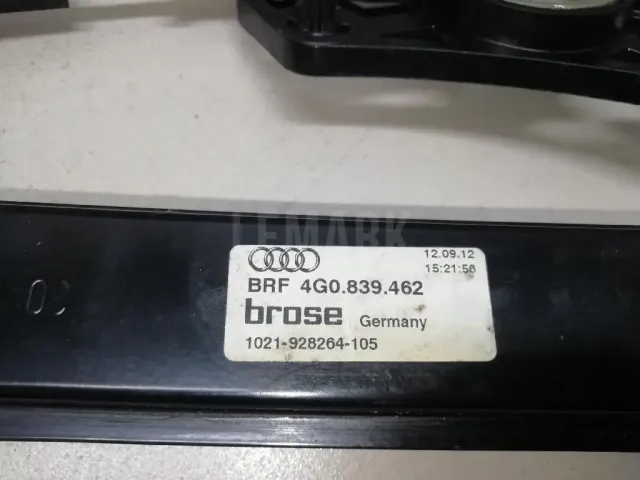 LEMARK
12.09.12
15:21:56
BRF 4G0.839.462
brose Germany
1021-928264-105